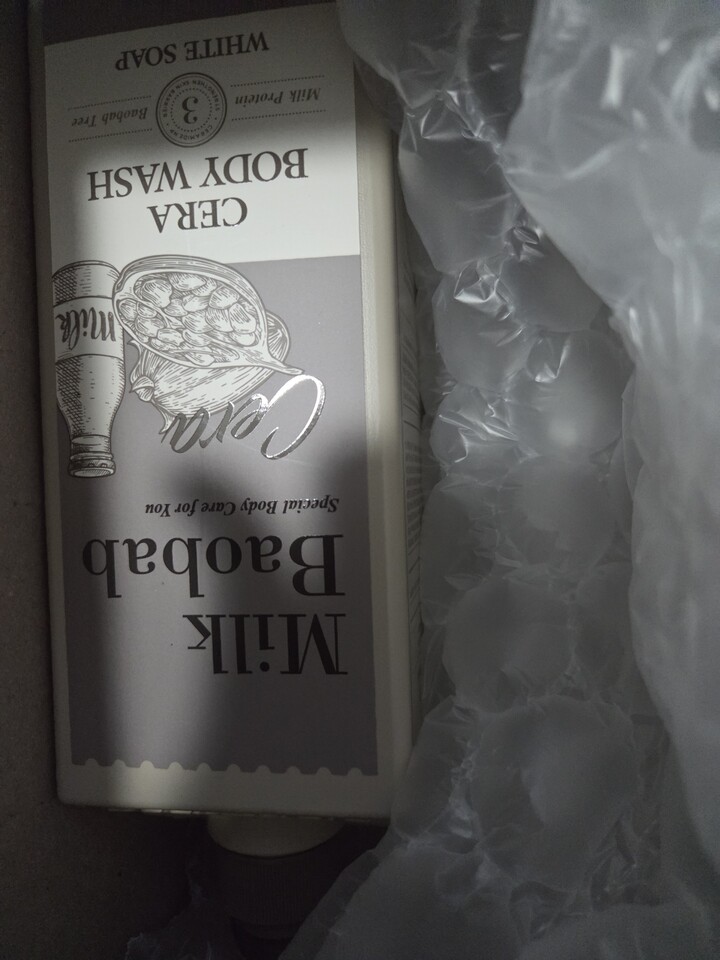 Milk
Baobab
Special Body Care for You
Cera
Milk
CERA
BODY WASH
Milk Protein
3
Baobab Tree
WHITE SOAP